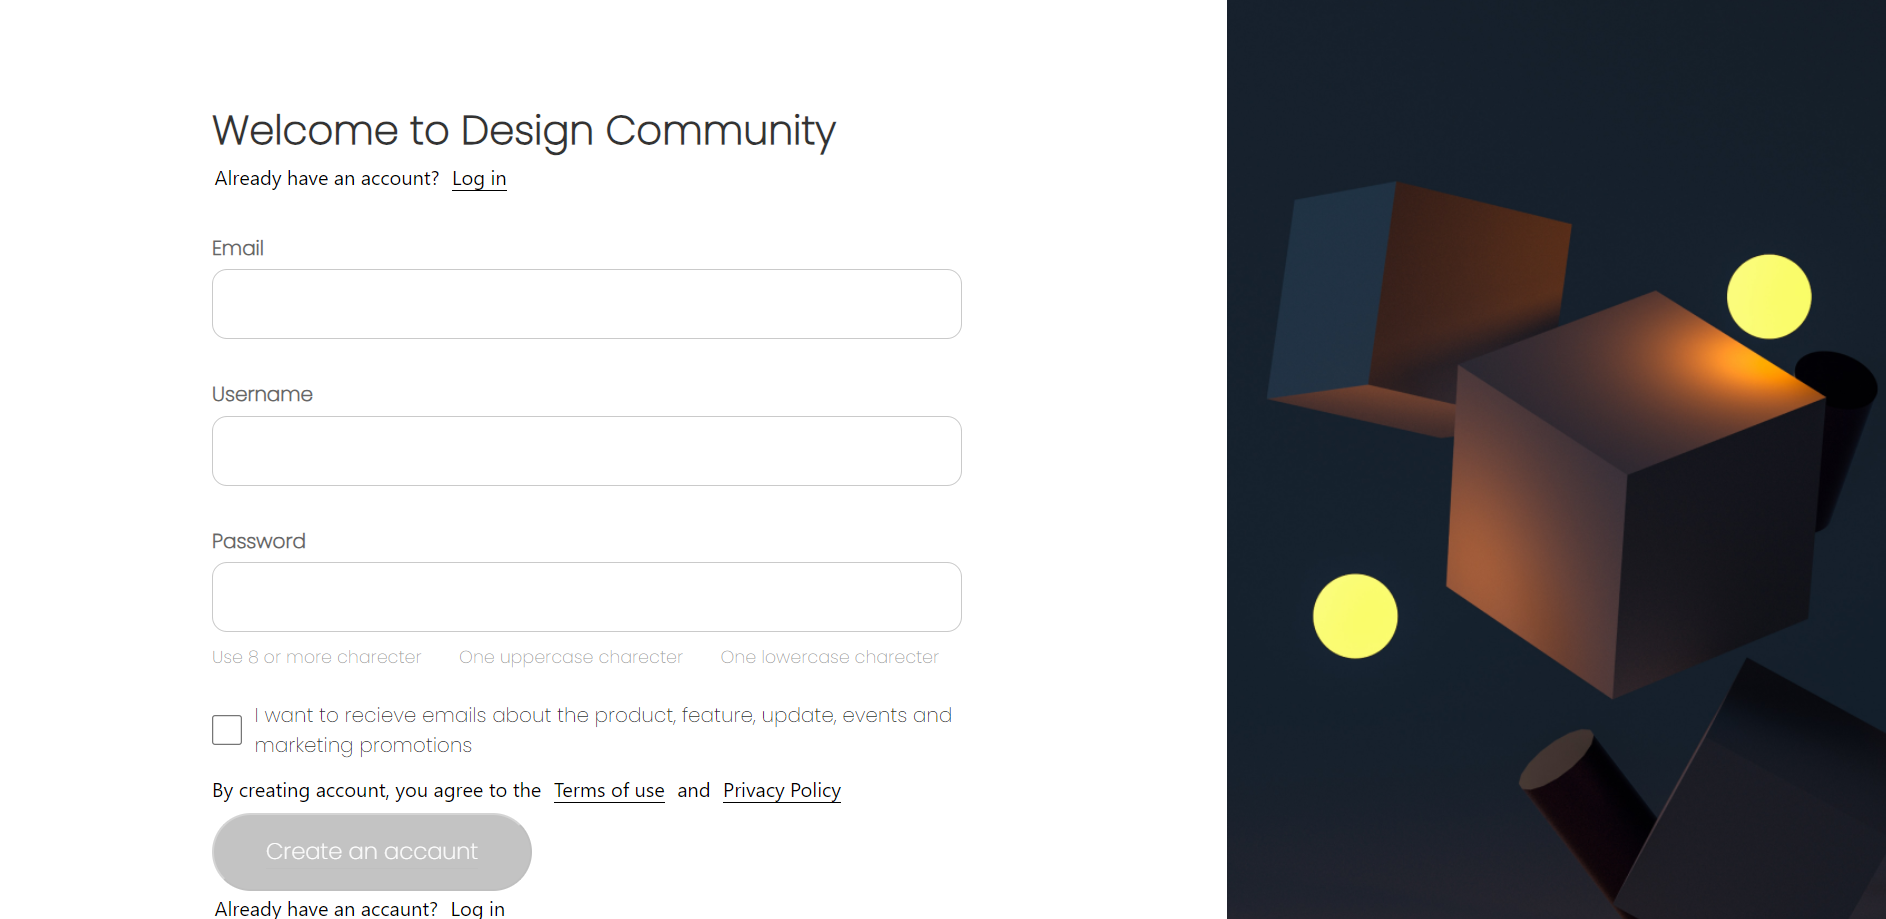 Welcome to Design Community
Already have an account? Log in
Email
Username
Password
Use 8 or more charecter One uppercase charecter One lowercase charecter
I want to recieve emails about the product, feature, update, events and
marketing promotions
By creating account, you agree to the Terms of use and Privacy Policy
Create an accaunt
Already have an accaunt? Log in